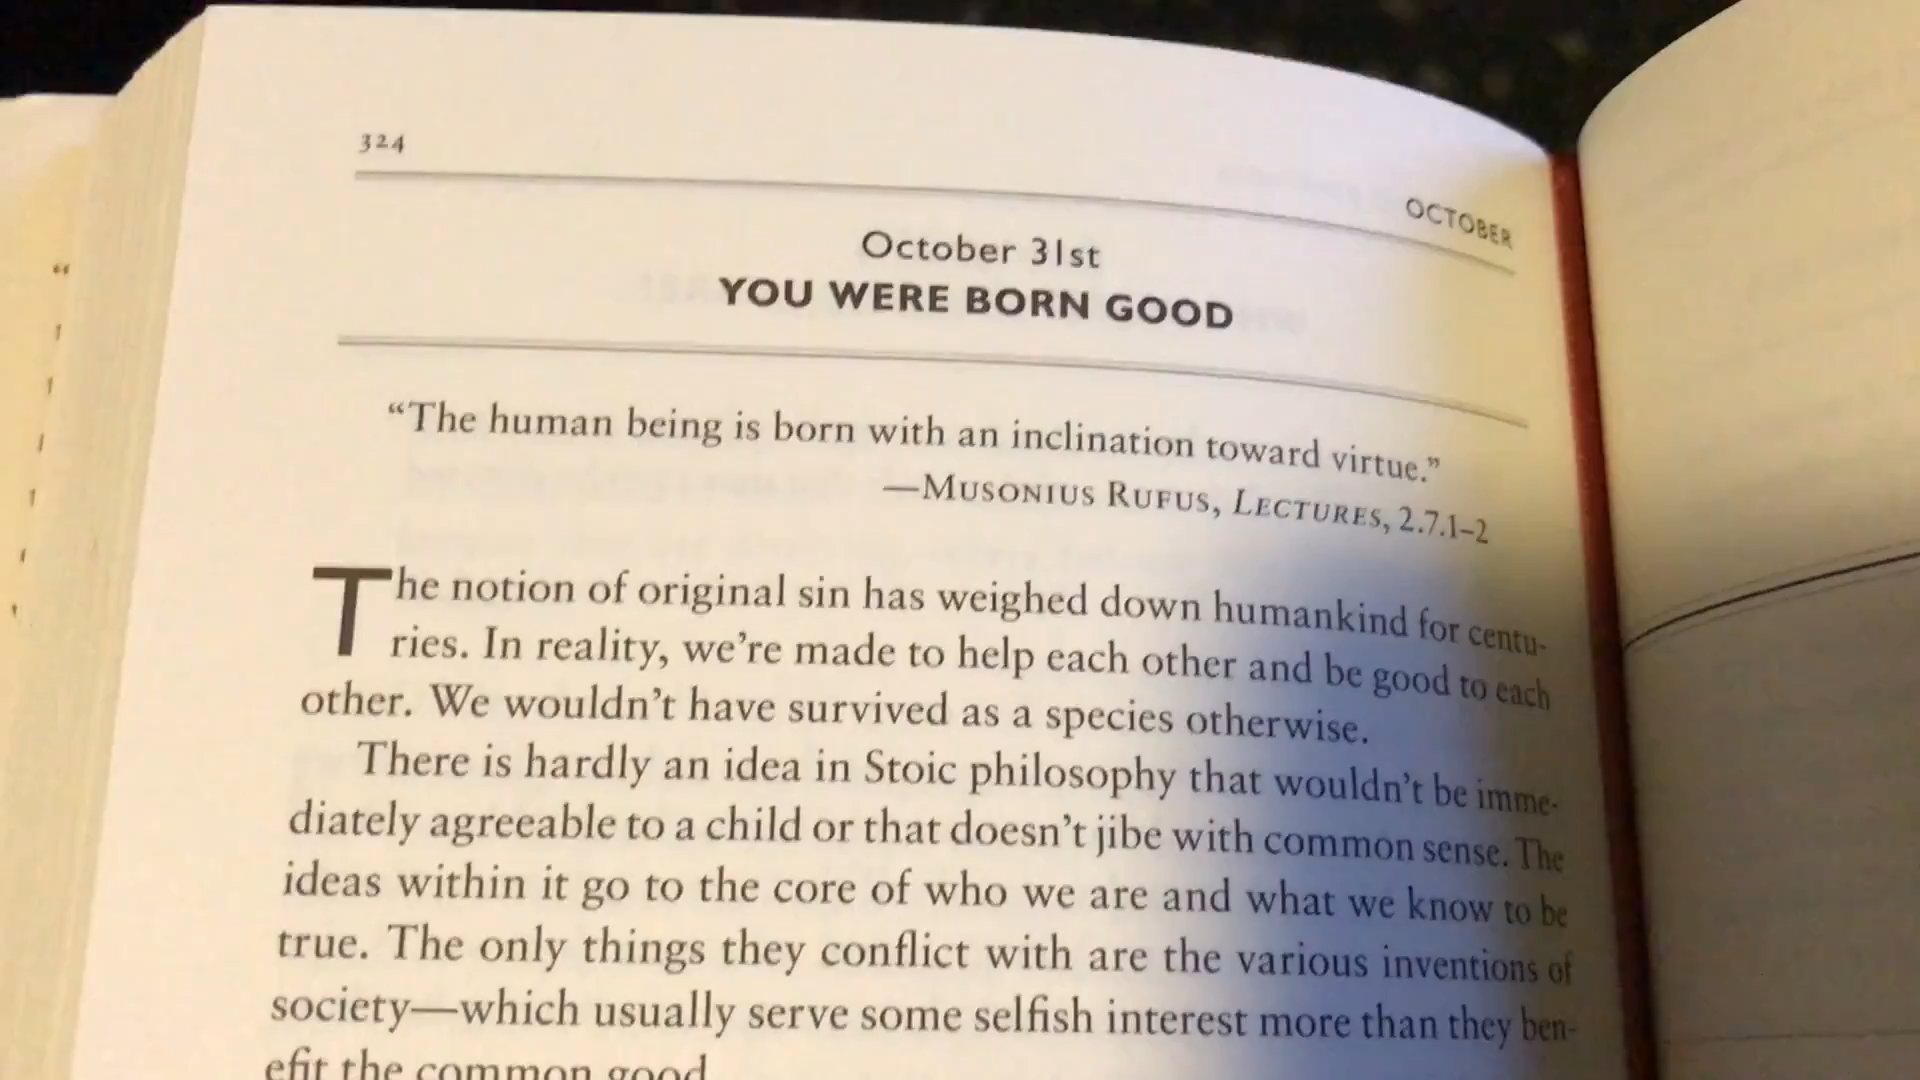 324
OCTOBER
October 31st
YOU WERE BORN GOOD
“The human being is born with an inclination toward virtue.”
—MUSONIUS RUFUS, LECTURES, 2.7.1–2
The notion of original sin has weighed down humankind for centu-
ries. In reality, we’re made to help each other and be good to each
other. We wouldn’t have survived as a species otherwise.
There is hardly an idea in Stoic philosophy that wouldn’t be imme-
diately agreeable to a child or that doesn’t jibe with common sense. The
ideas within it go to the core of who we are and what we know to be
true. The only things they conflict with are the various inventions of
society—which usually serve some selfish interest more than they ben-
efit the common good.